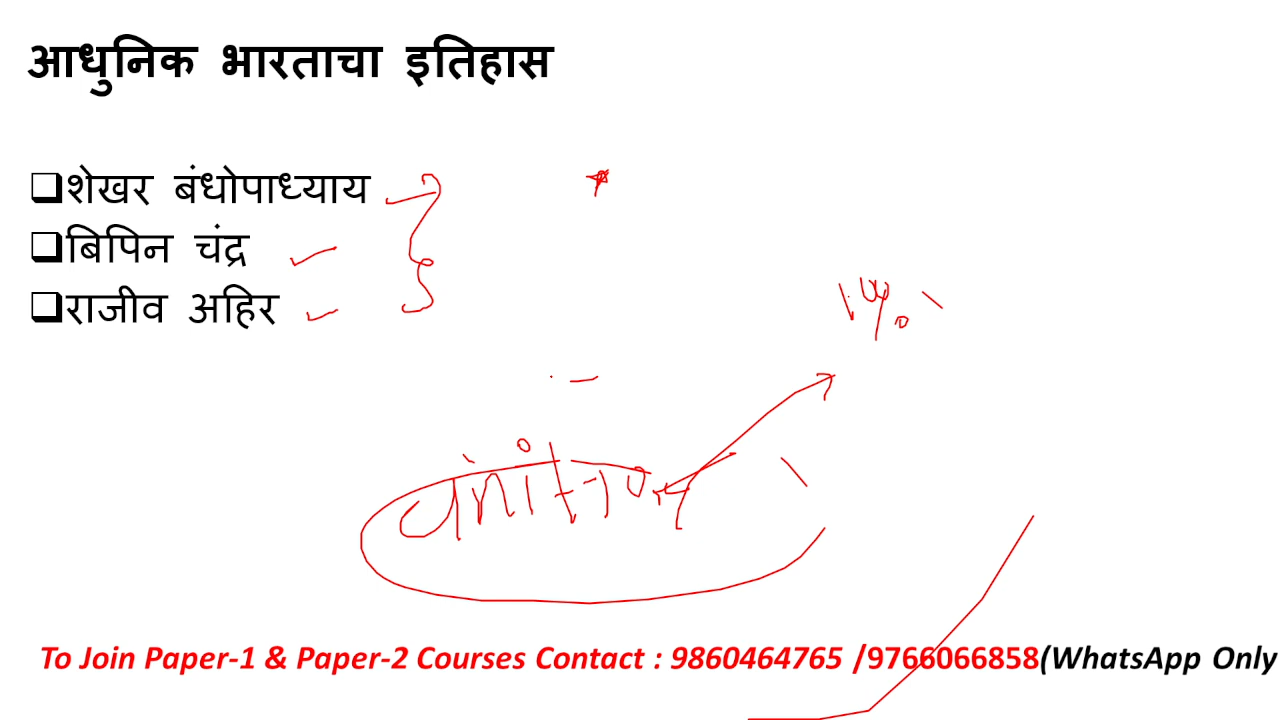 आधुनिक भारताचा इतिहास
❑शेखर बंधोपाध्याय
❑बिपिन चंद्र
❑राजीव अहिर
To Join Paper-1 & Paper-2 Courses Contact : 9860464765 /9766066858(WhatsApp Only